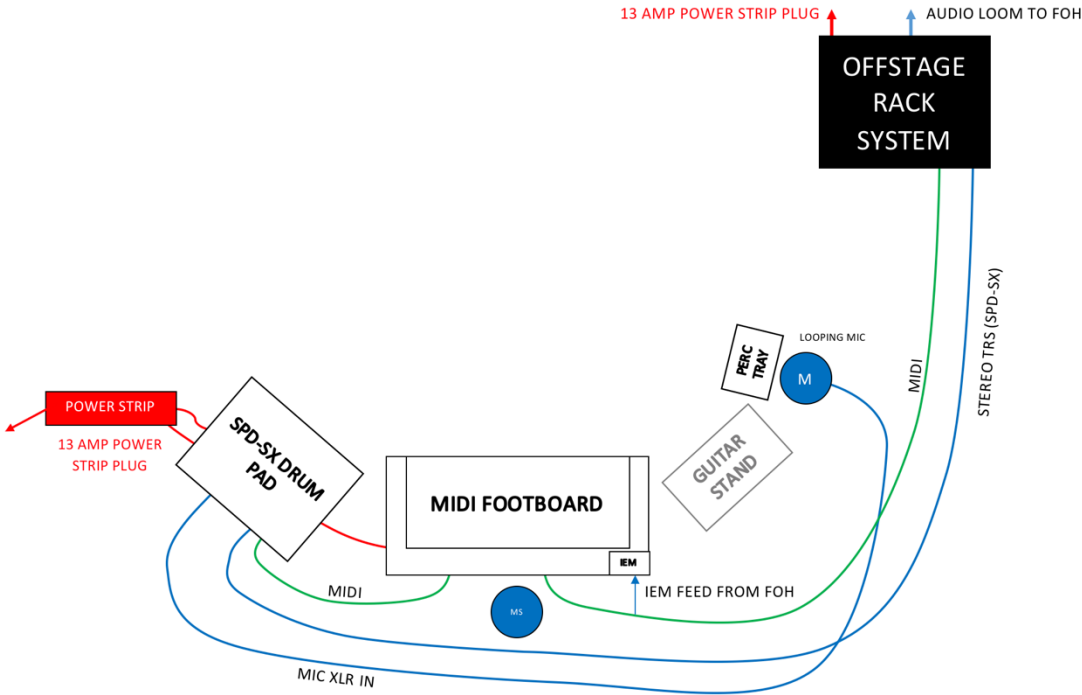 13 AMP POWER STRIP PLUG
AUDIO LOOM TO FOH
OFFSTAGE
RACK
SYSTEM
STEREO TRS (SPD-SX)
MIDI
LOOPING MIC
PERC
TRAY
M
POWER STRIP
13 AMP POWER
STRIP PLUG
SPD-SX DRUM
PAD
GUITAR
STAND
MIDI FOOTBOARD
IEM
MIDI
MS
IEM FEED FROM FOH
MIC XLR IN